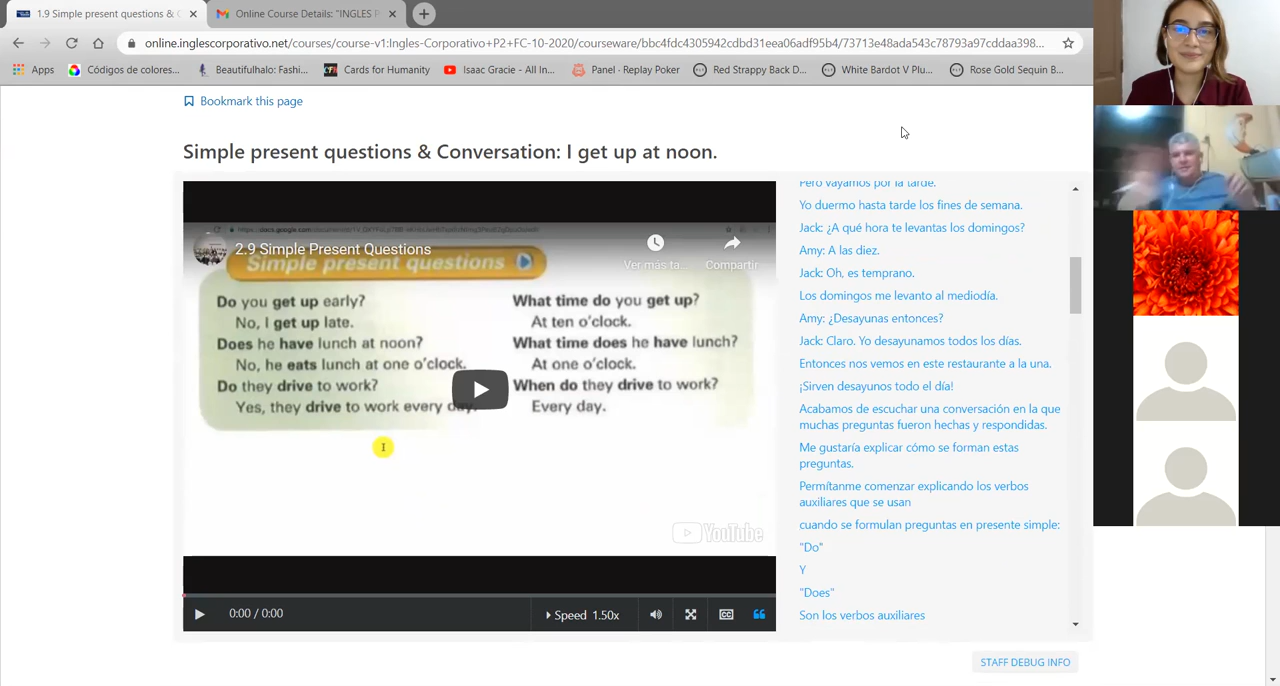 1.9 Simple present questions & C
Online Course Details: "INGLES P
online.inglescorporativo.net/courses/course-v1:Ingles-Corporativo+P2+FC-10-2020/courseware/bbc4fdc4305942cdbd31eea06adf95b4/73713e48ada543c78793a97cddaa398...
Apps
Códigos de colores...
Beautifulhalo: Fashi...
Cards for Humanity
Isaac Gracie - All In...
Panel · Replay Poker
Red Strappy Back D...
White Bardot V Plu...
Rose Gold Sequin B...
Bookmark this page
Simple present questions & Conversation: I get up at noon.
2.9 Simple Present Questions
Ver más ta...
Compartir
Simple present questions
Do you get up early?
No, I get up late.
Does he have lunch at noon?
No, he eats lunch at one o'clock.
Do they drive to work?
Yes, they drive to work every day.
What time do you get up?
At ten o'clock.
What time does he have lunch?
At one o'clock.
When do they drive to work?
Every day.
YouTube
0:00 / 0:00
Speed 1.50x
Pero vayamos por la tarde.
Yo duermo hasta tarde los fines de semana.
Jack: ¿A qué hora te levantas los domingos?
Amy: A las diez.
Jack: Oh, es temprano.
Los domingos me levanto al mediodía.
Amy: ¿Desayunas entonces?
Jack: Claro. Yo desayunamos todos los días.
Entonces nos vemos en este restaurante a la una.
¡Sirven desayunos todo el día!
Acabamos de escuchar una conversación en la que
muchas preguntas fueron hechas y respondidas.
Me gustaría explicar cómo se forman estas
preguntas.
Permítanme comenzar explicando los verbos
auxiliares que se usan
cuando se formulan preguntas en presente simple:
"Do"
Y
"Does"
Son los verbos auxiliares
STAFF DEBUG INFO